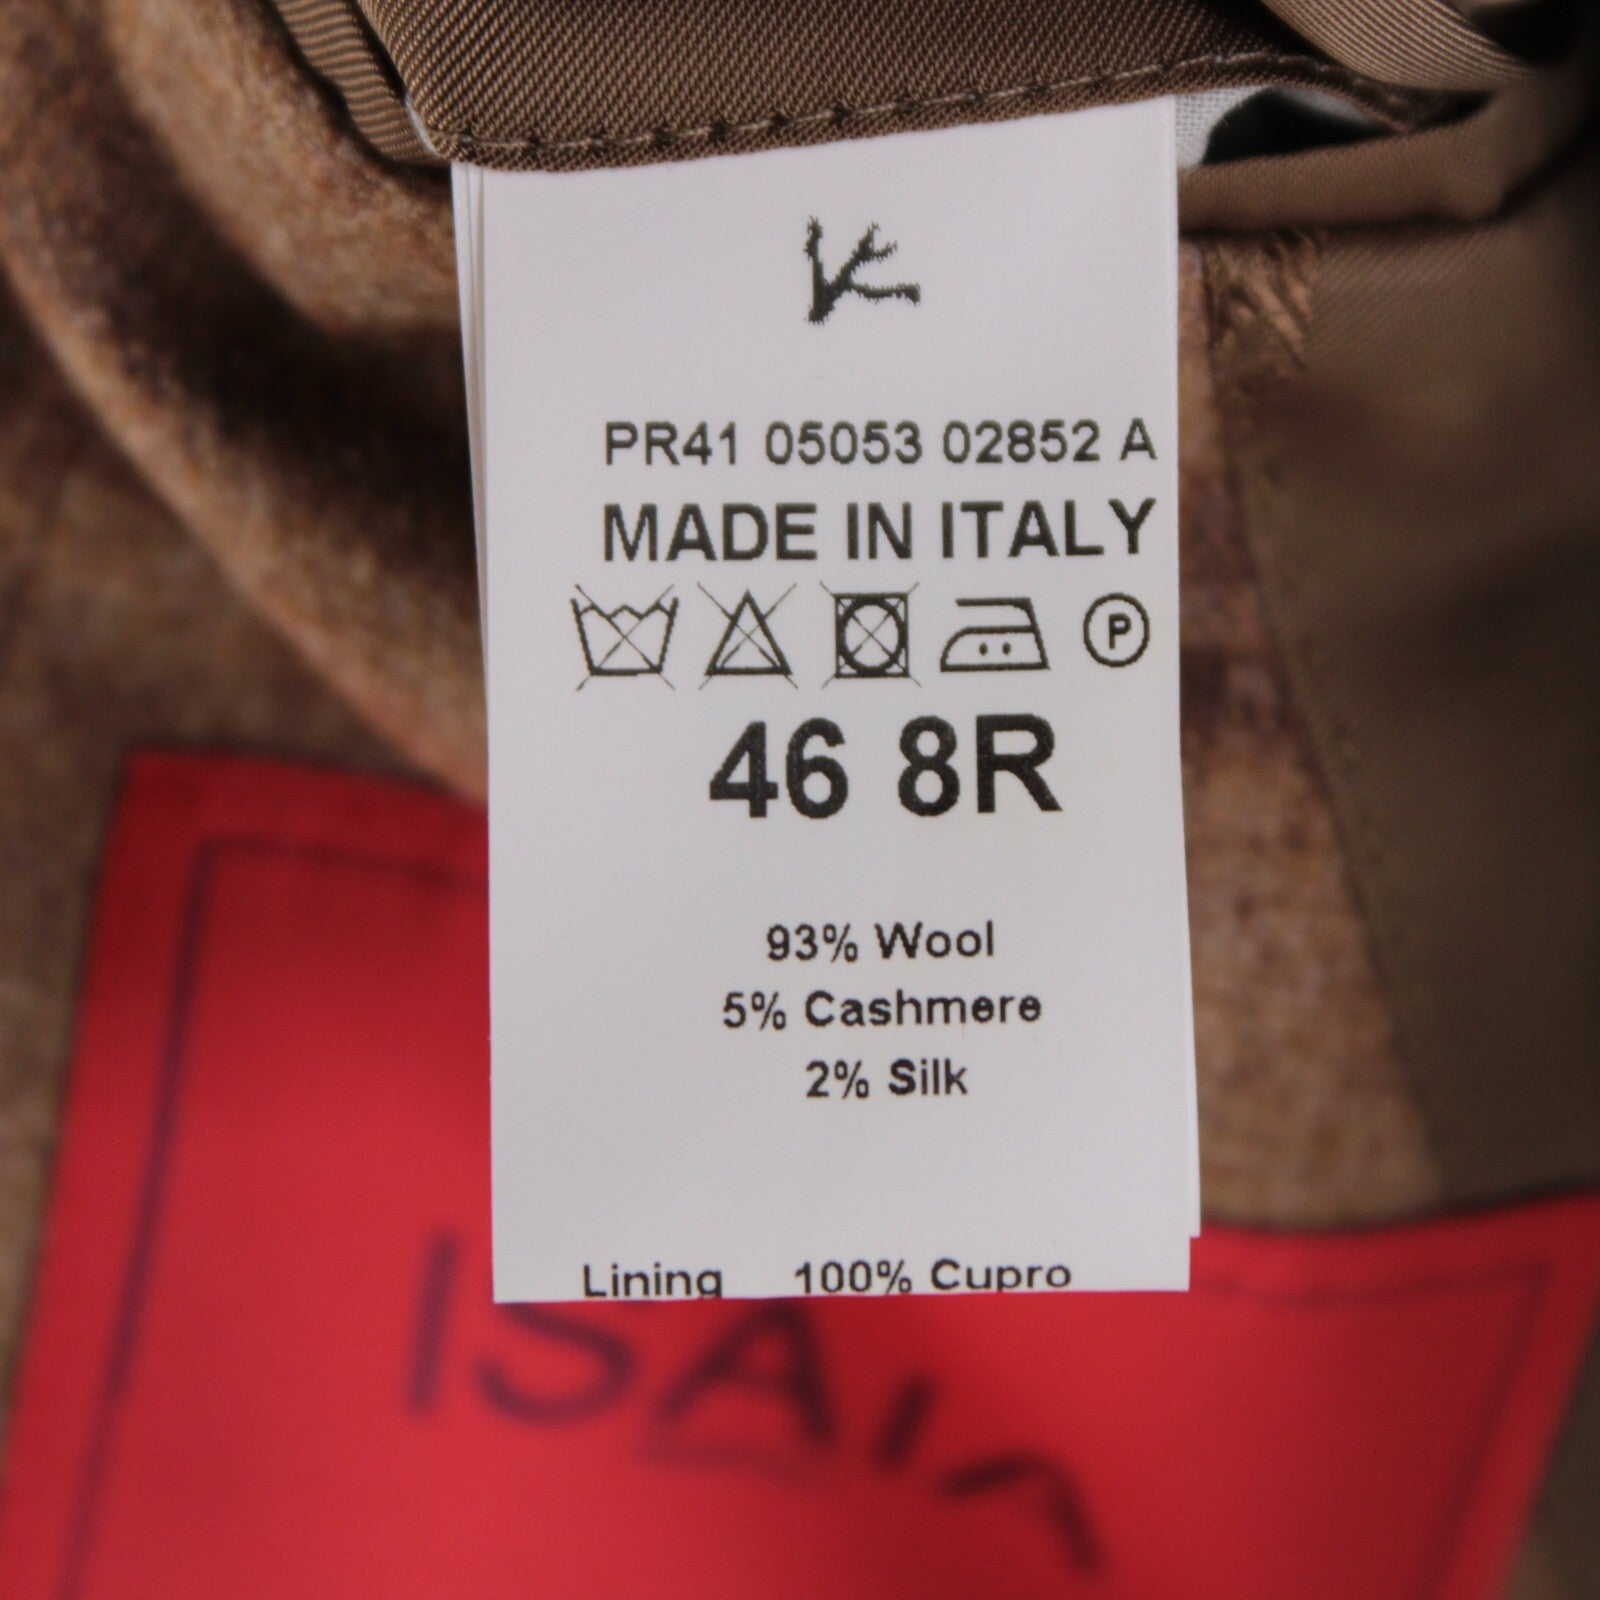 PR41 05053 02852 A
MADE IN ITALY
P
46 8R
93% Wool
5% Cashmere
2% Silk
Lining 100% Cupro
ISAIA